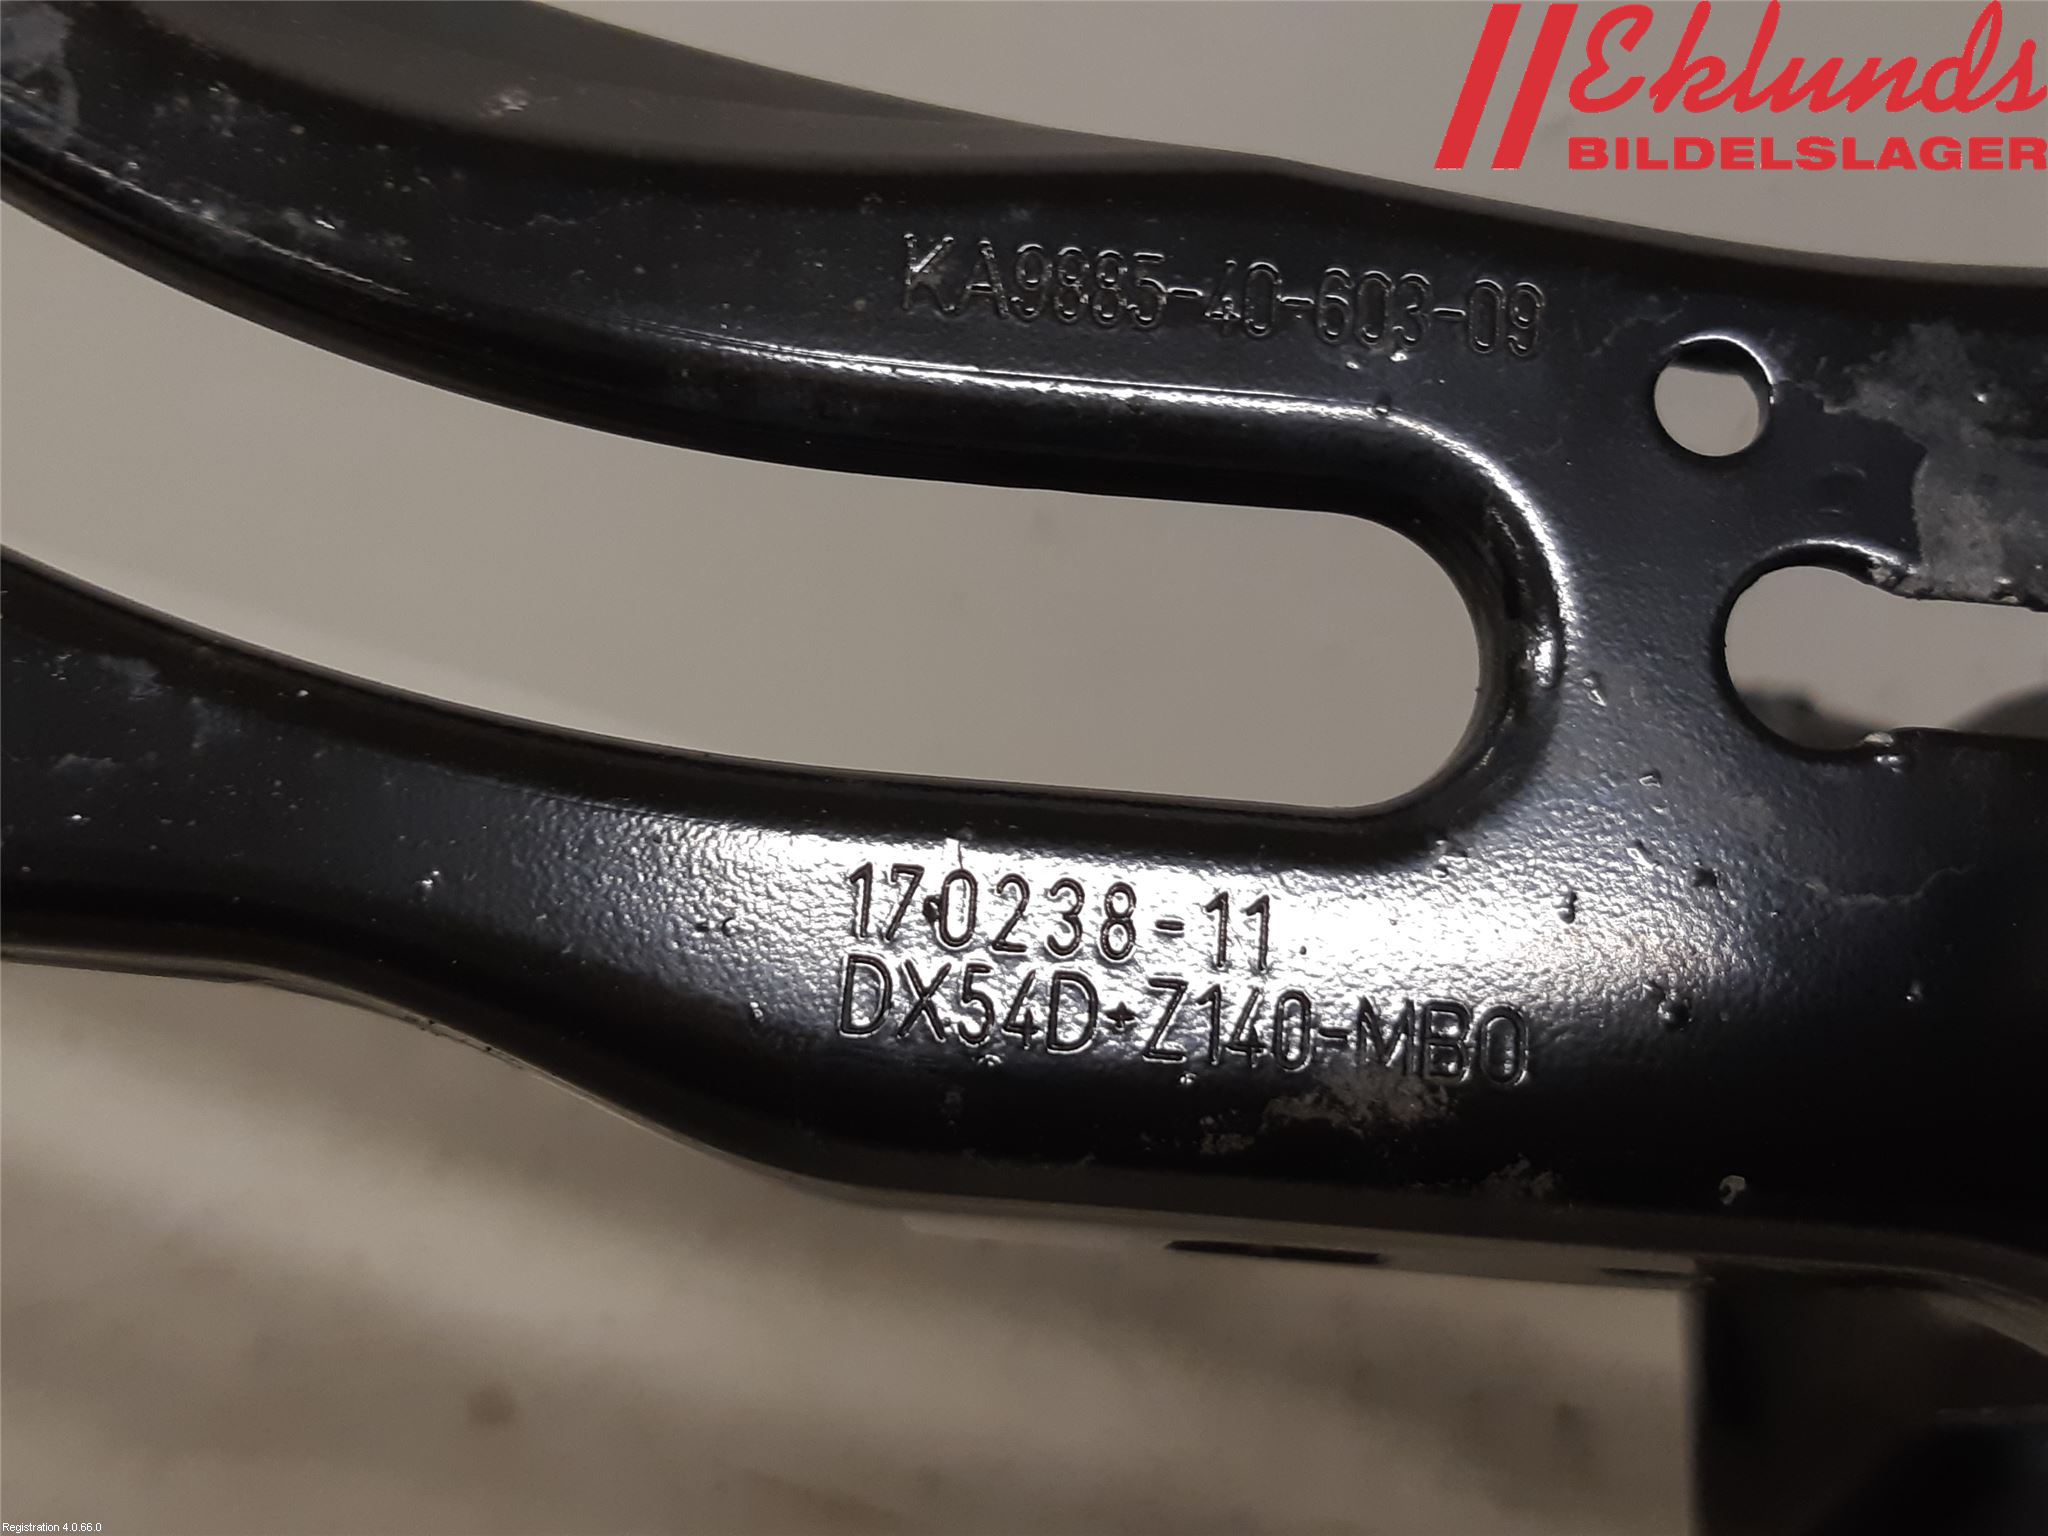 Eklunds
BILDELSLAGER
KA9885-40-603-09
170238-11
DX54D+Z140-MBO
Registration 4.0.66.0